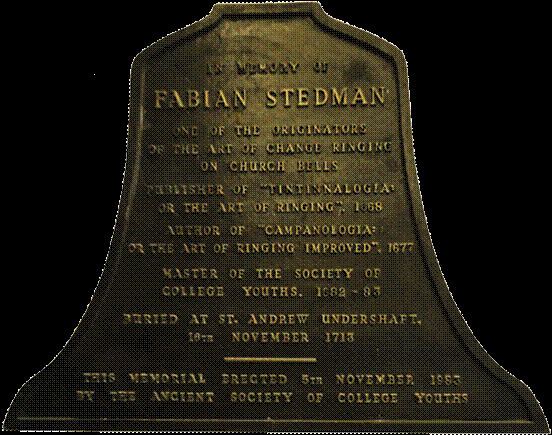 IN MEMORY OF
FABIAN STEDMAN
ONE OF THE ORIGINATORS
OF THE ART OF CHANGE RINGING
ON CHURCH BELLS
PUBLISHER OF "TINTINNALOGIA:
OR THE ART OF RINGING", 1668
AUTHOR OF "CAMPANOLOGIA:
OR THE ART OF RINGING IMPROVED", 1677
MASTER OF THE SOCIETY OF
COLLEGE YOUTHS, 1682 - 83
BURIED AT ST. ANDREW UNDERSHAFT,
16TH NOVEMBER 1713
THIS MEMORIAL ERECTED 5TH NOVEMBER 1983
BY THE ANCIENT SOCIETY OF COLLEGE YOUTHS